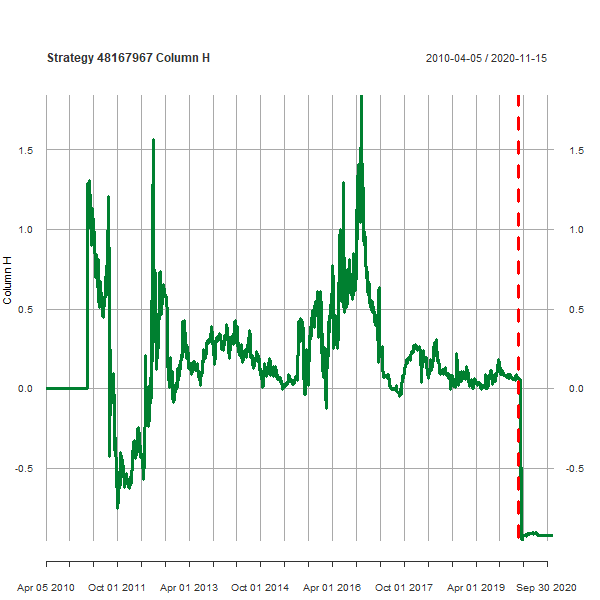 Strategy 48167967 Column H
2010-04-05 / 2020-11-15
Column H
1.5
1.0
0.5
0.0
-0.5
1.5
1.0
0.5
0.0
-0.5
Apr 05 2010
Oct 01 2011
Apr 01 2013
Oct 01 2014
Apr 01 2016
Oct 01 2017
Apr 01 2019
Sep 30 2020